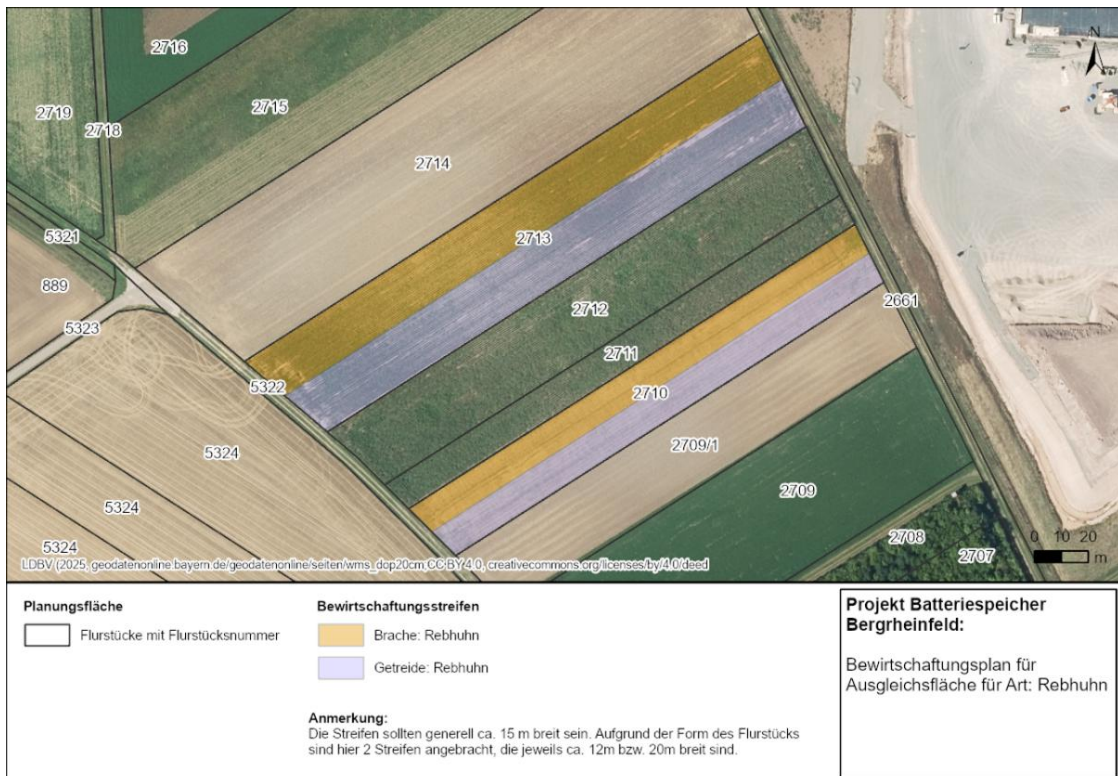 2716
N
2719
2715
2718
2714
5321
2713
889
2661
5323
2712
2711
5322
2710
5324
2709/1
2709
5324
2708
5324
2707
0 10 20
m
LDBV (2025, geodatenonline.bayern.de/geodatenonline/seiten/wms_dop20cm,CC:BY 4.0, creativecommons.org/licenses/by/4.0/deed
Planungsfläche
Flurstücke mit Flurstücksnummer
Bewirtschaftungsstreifen
Brache: Rebhuhn
Getreide: Rebhuhn
Anmerkung:
Die Streifen sollten generell ca. 15 m breit sein. Aufgrund der Form des Flurstücks
sind hier 2 Streifen angebracht, die jeweils ca. 12m bzw. 20m breit sind.
Projekt Batteriespeicher
Bergrheinfeld:
Bewirtschaftungsplan für
Ausgleichsfläche für Art: Rebhuhn